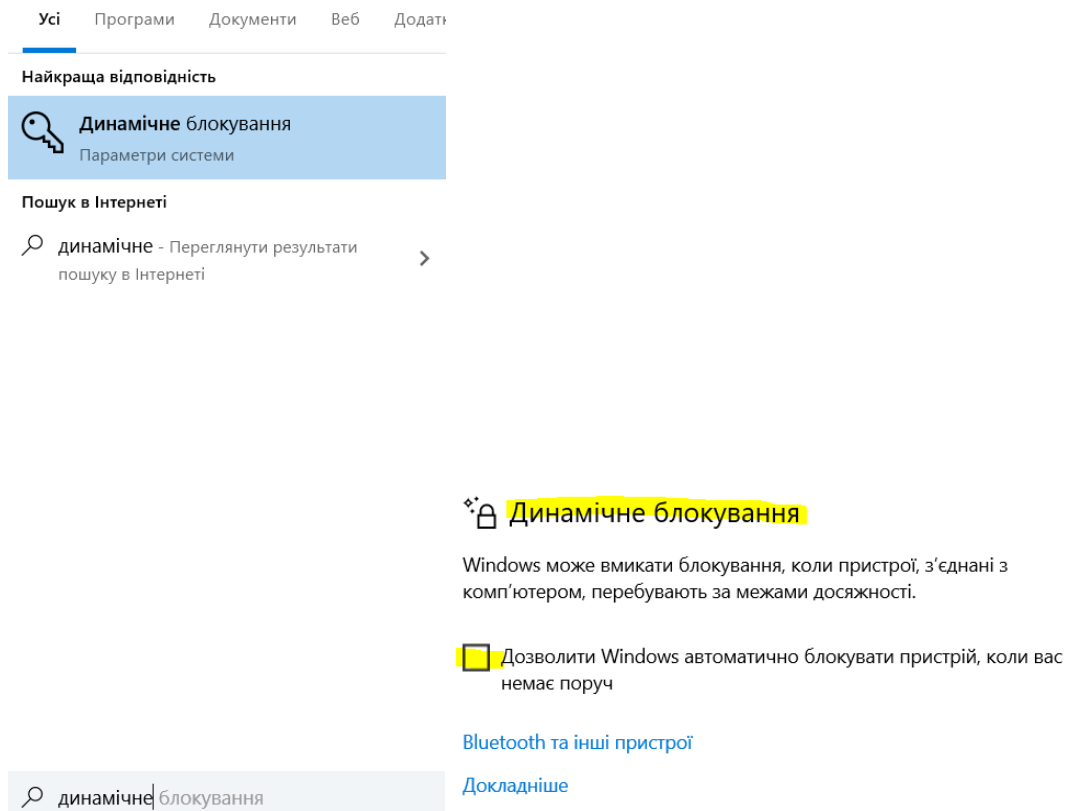 Усі Програми Документи Веб Додатк
Найкраща відповідність
Динамічне блокування
Параметри системи
Пошук в Інтернеті
динамічне - Переглянути результати
пошуку в Інтернеті
динамічне блокування
Динамічне блокування
Windows може вмикати блокування, коли пристрої, з’єднані з
комп’ютером, перебувають за межами досяжності.
Дозволити Windows автоматично блокувати пристрій, коли вас
немає поруч
Bluetooth та інші пристрої
Докладніше